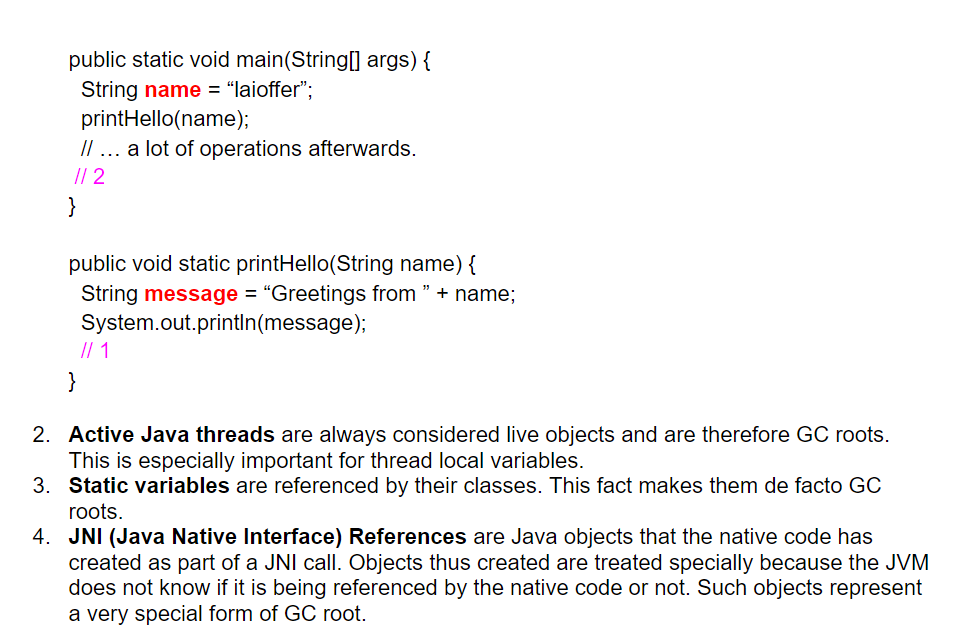 public static void main(String[] args) {
String name = “laioffer”;
printHello(name);
// … a lot of operations afterwards.
// 2
}
public void static printHello(String name) {
String message = “Greetings from ” + name;
System.out.println(message);
// 1
}
2. Active Java threads are always considered live objects and are therefore GC roots.
This is especially important for thread local variables.
3. Static variables are referenced by their classes. This fact makes them de facto GC
roots.
4. JNI (Java Native Interface) References are Java objects that the native code has
created as part of a JNI call. Objects thus created are treated specially because the JVM
does not know if it is being referenced by the native code or not. Such objects represent
a very special form of GC root.